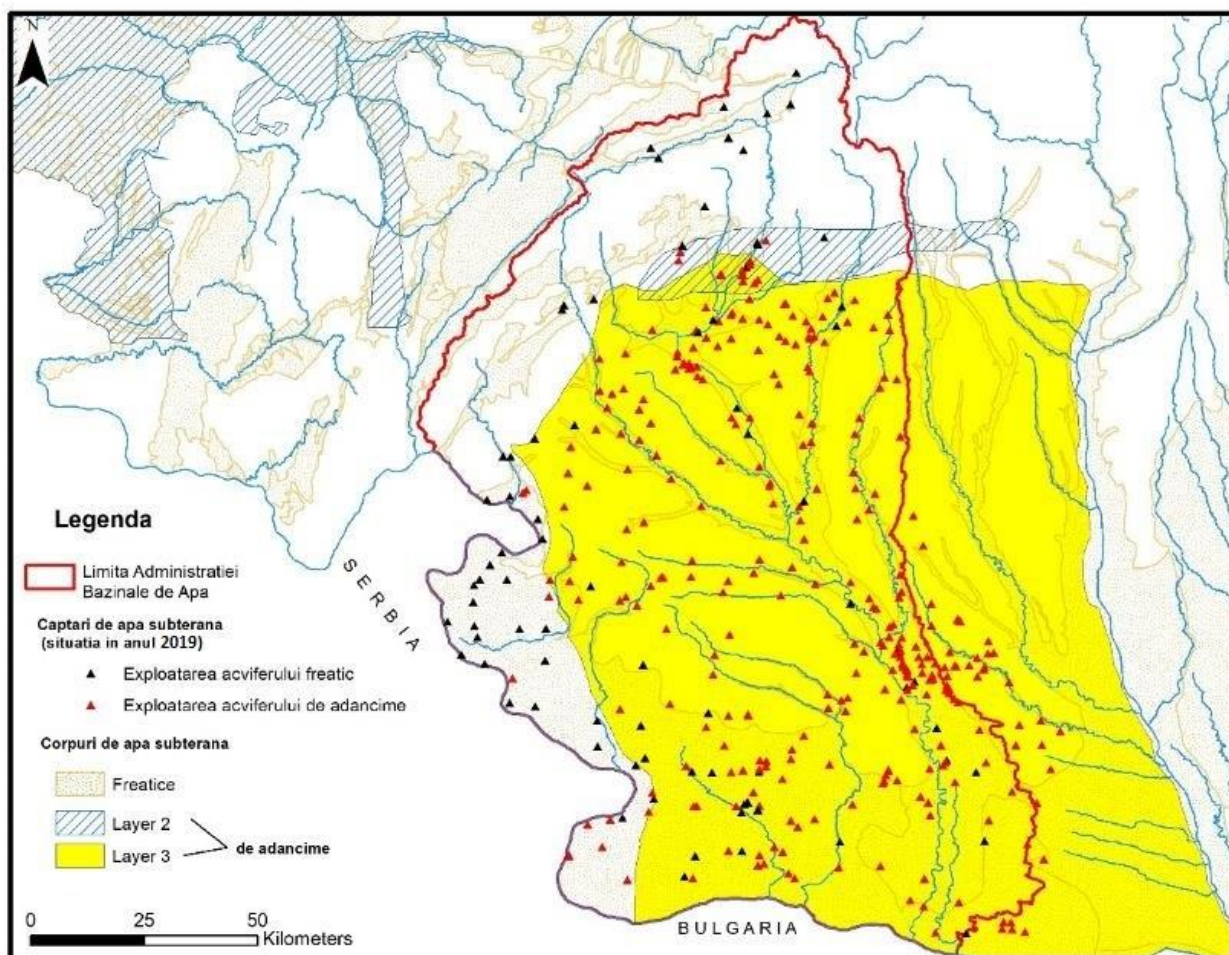 N
Legenda
Limita Administratiei
Bazinale de Apa
Captari de apa subterana
(situatia in anul 2019)
Exploatarea acviferului freatic
Exploatarea acviferului de adancime
Corpuri de apa subterana
Freatice
Layer 2
Layer 3
de adancime
0 25 50
Kilometers
SERBIA
BULGARIA